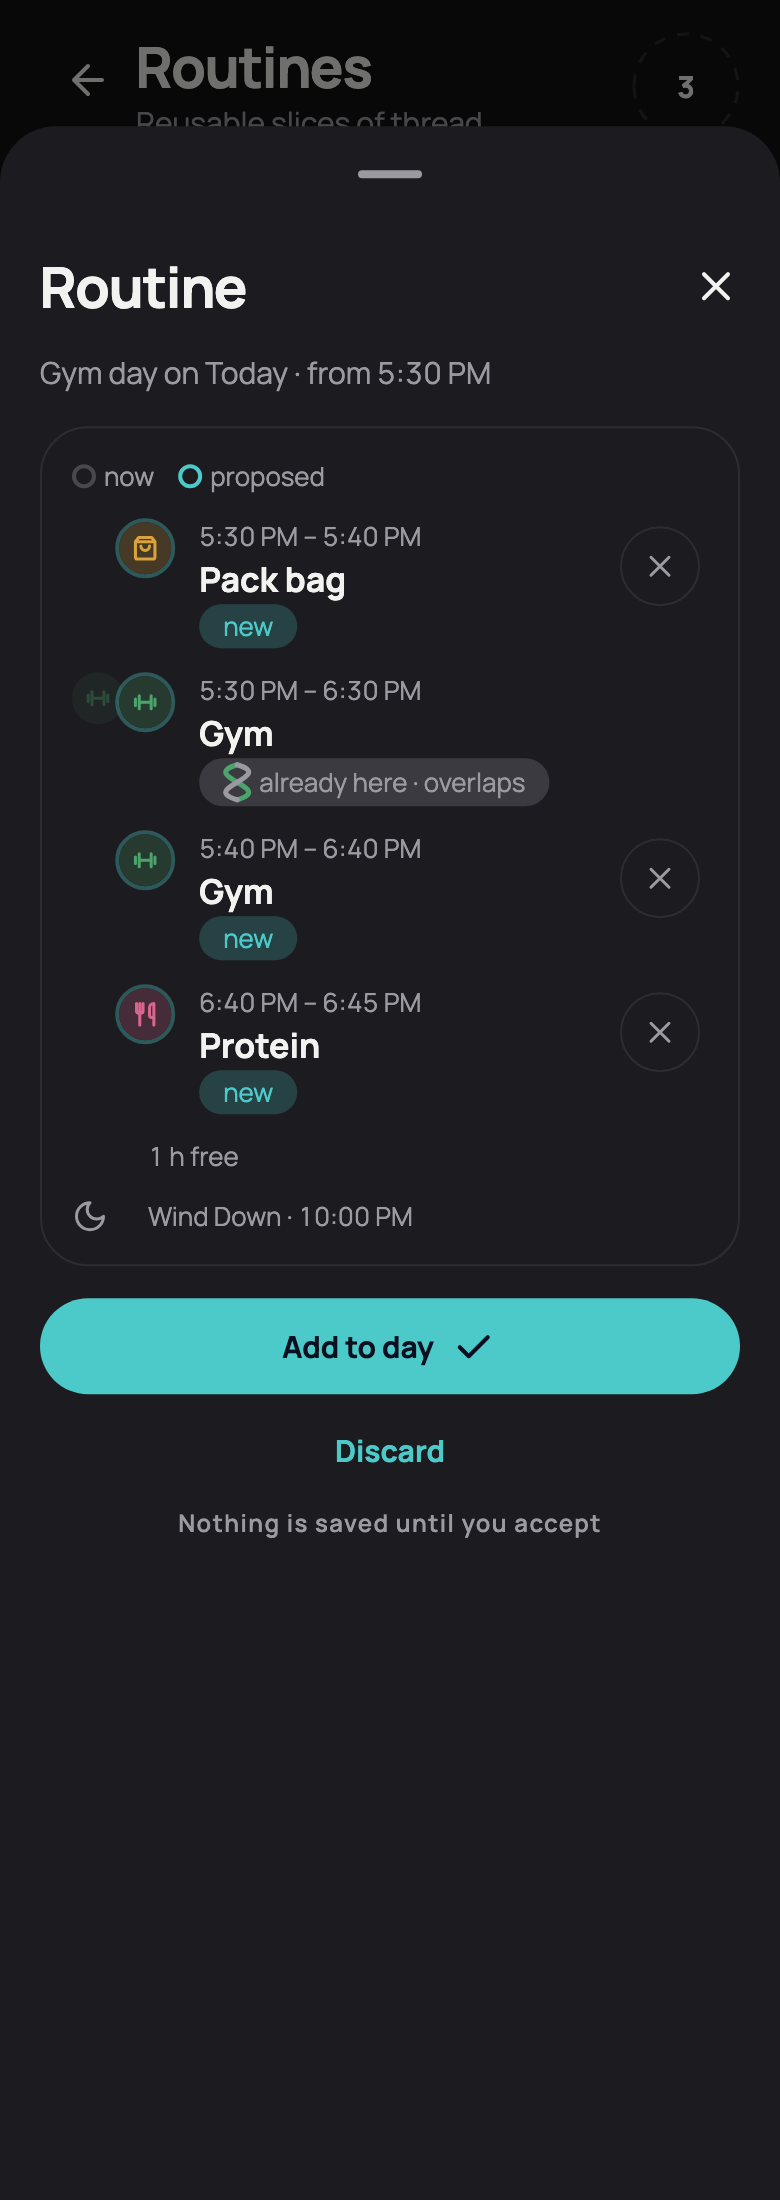 Routines
3
Reusable slices of thread
Routine
Gym day on Today · from 5:30 PM
now
proposed
5:30 PM – 5:40 PM
Pack bag
new
5:30 PM – 6:30 PM
Gym
already here · overlaps
5:40 PM – 6:40 PM
Gym
new
6:40 PM – 6:45 PM
Protein
new
1 h free
Wind Down · 10:00 PM
Add to day
Discard
Nothing is saved until you accept